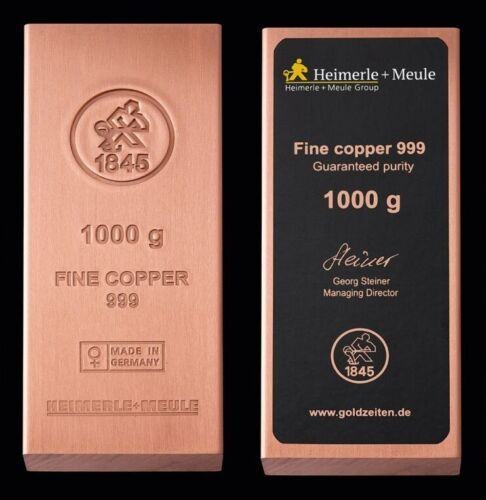 1845
1000 g
FINE COPPER
999
MADE IN
GERMANY
HEIMERLE+MEULE
Heimerle + Meule
Heimerle + Meule Group
Fine copper 999
Guaranteed purity
1000 g
Steiner
Georg Steiner
Managing Director
1845
www.goldzeiten.de